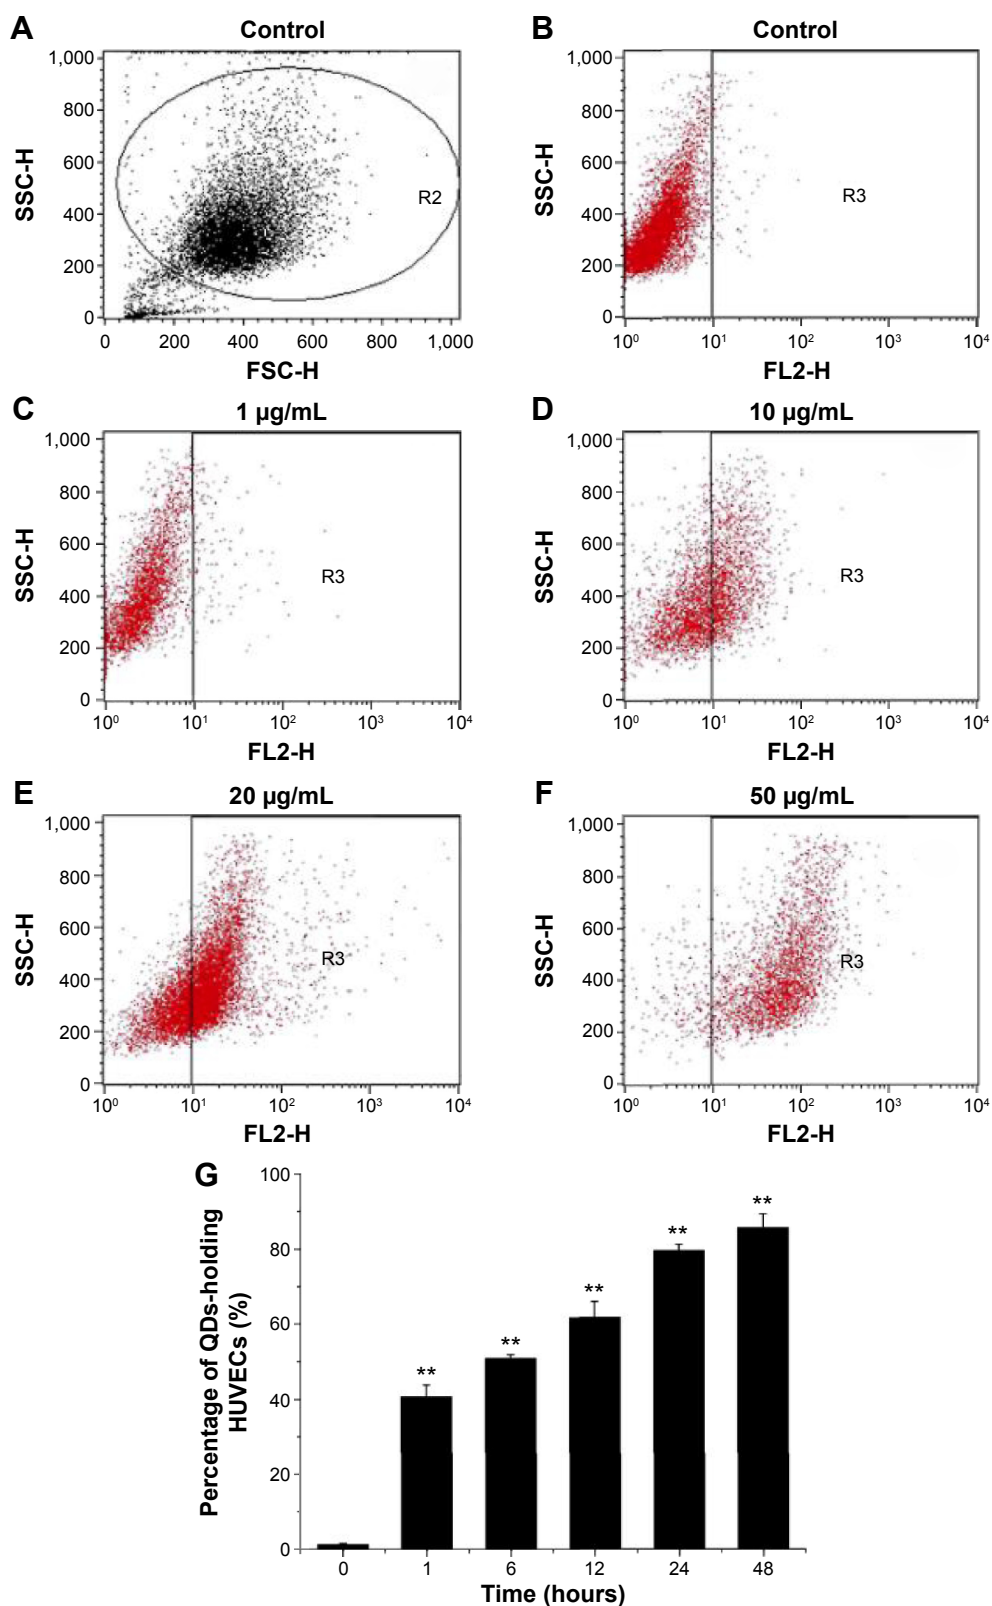 A
Control
1,000
800
600
400
200
0
SSC-H
R2
0 200 400 600 800 1,000
FSC-H
B
Control
1,000
800
600
400
200
0
SSC-H
R3
10⁰ 10¹ 10² 10³ 10⁴
FL2-H
C
1 µg/mL
1,000
800
600
400
200
0
SSC-H
R3
10⁰ 10¹ 10² 10³ 10⁴
FL2-H
D
10 µg/mL
1,000
800
600
400
200
0
SSC-H
R3
10⁰ 10¹ 10² 10³ 10⁴
FL2-H
E
20 µg/mL
1,000
800
600
400
200
0
SSC-H
R3
10⁰ 10¹ 10² 10³ 10⁴
FL2-H
F
50 µg/mL
1,000
800
600
400
200
0
SSC-H
R3
10⁰ 10¹ 10² 10³ 10⁴
FL2-H
G
100
80
60
40
20
0
Percentage of QDs-holding
HUVECs (%)
** ** ** ** **
0 1 6 12 24 48
Time (hours)